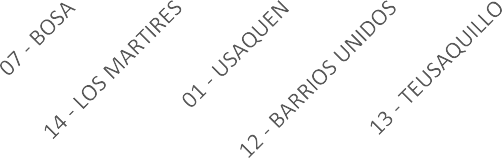 07 - BOSA
14 - LOS MARTIRES
01 - USAQUEN
12 - BARRIOS UNIDOS
13 - TEUSAQUILLO